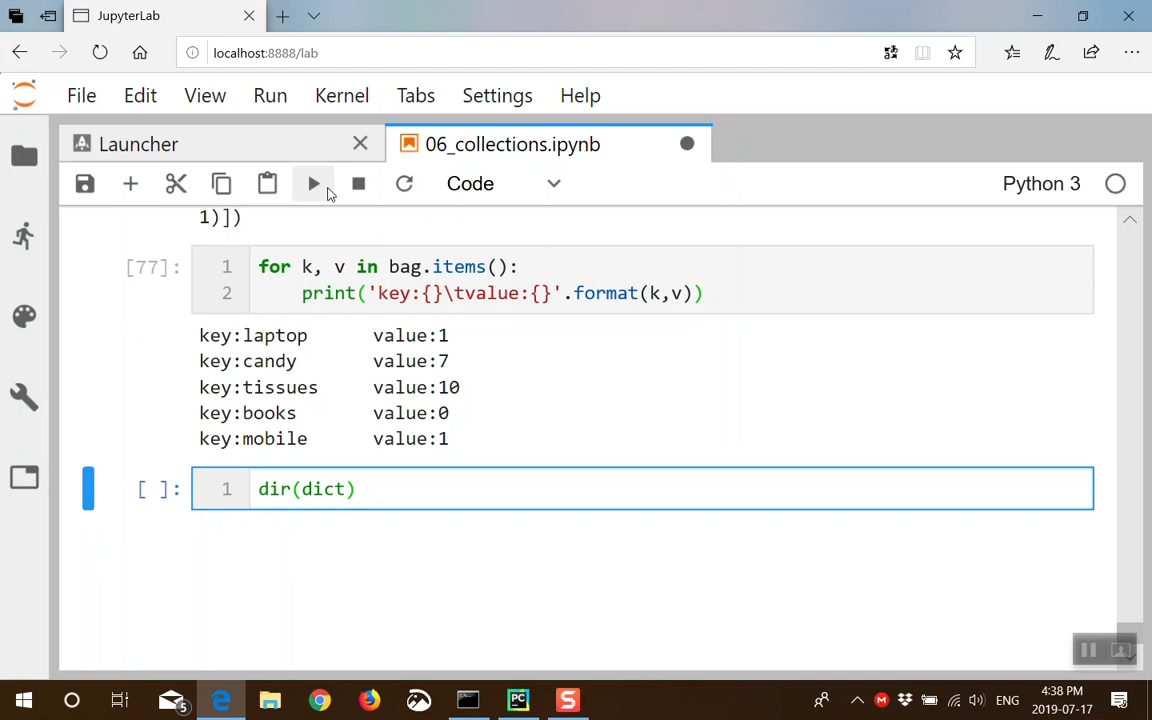 JupyterLab
localhost:8888/lab
File Edit View Run Kernel Tabs Settings Help
Launcher
06_collections.ipynb
Code
Python 3
1)])
[77]:
1 for k, v in bag.items():
2 print('key:{}\tvalue:{}'.format(k,v))
key:laptop value:1
key:candy value:7
key:tissues value:10
key:books value:0
key:mobile value:1
[ ]:
1 dir(dict)
5
PC
S
M
ENG
4:38 PM
2019-07-17